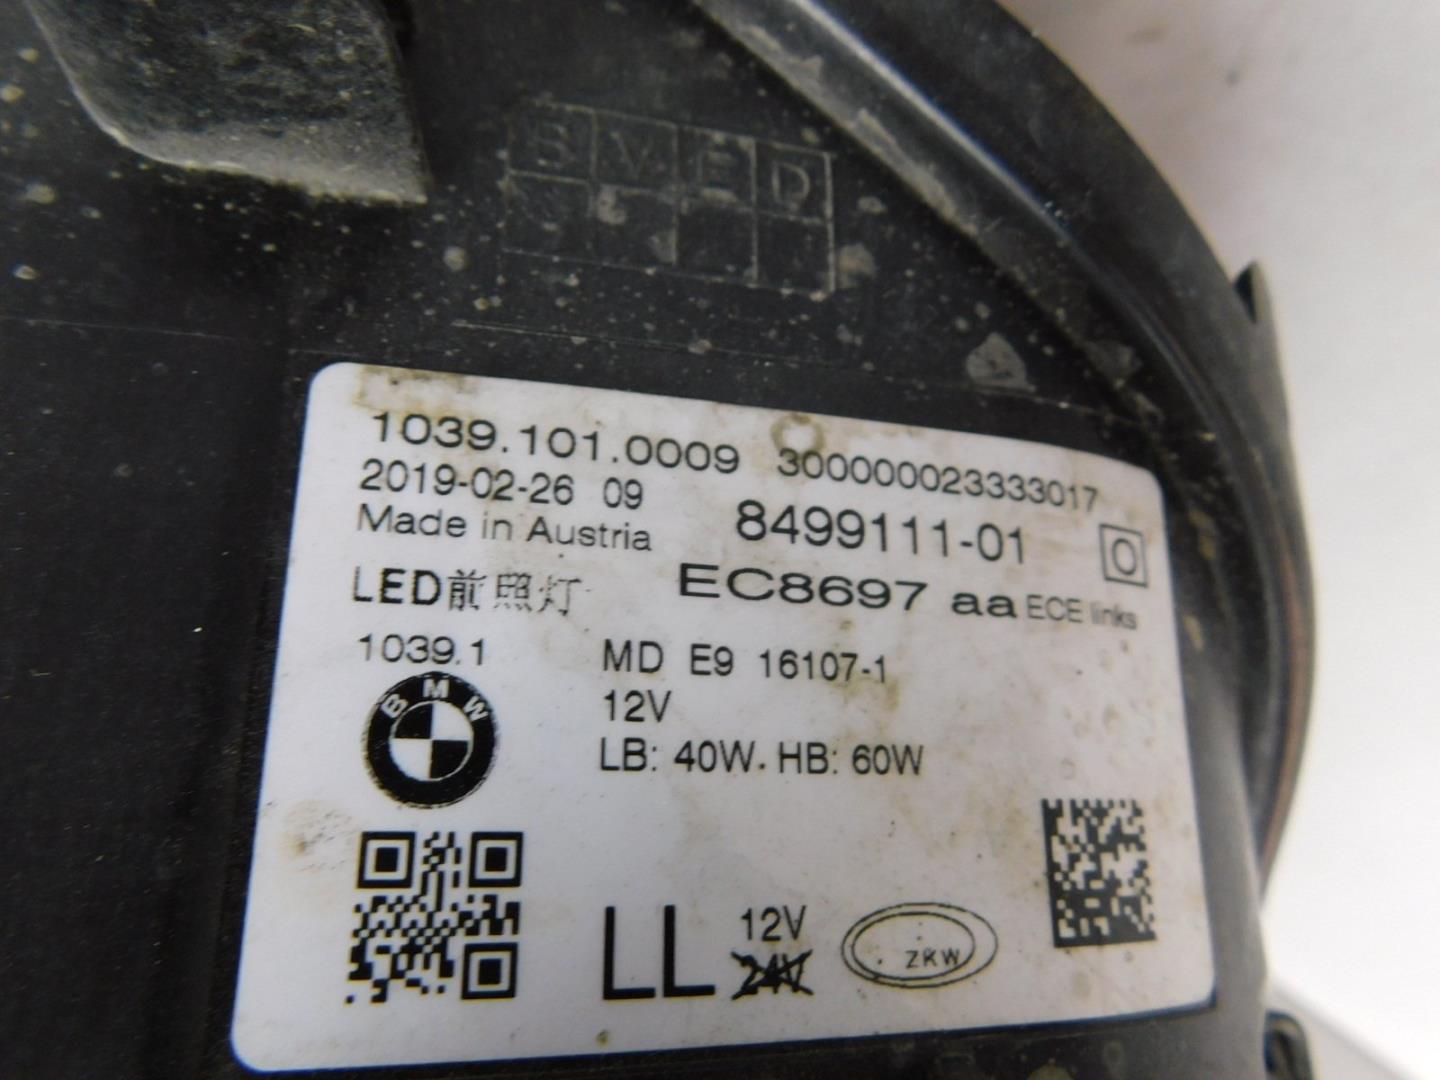 BVED
1039.101.0009 300000023333017
2019-02-26 09
Made in Austria 8499111-01 O
LED前照灯 EC8697 aa ECE links
1039.1 MD E9 16107-1
BMW 12V
LB: 40W. HB: 60W
LL 12V ZKW
24V